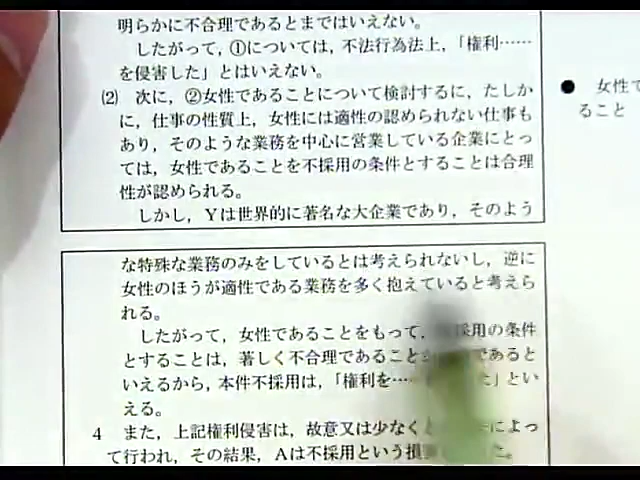 明らかに不合理であるとまではいえない。
したがって，①については，不法行為法上，「権利……
を侵害した」とはいえない。
(2) 次に，②女性であることについて検討するに，たしか
に，仕事の性質上，女性には適性の認められない仕事も
あり，そのような業務を中心に営業している企業にとっ
ては，女性であることを不採用の条件とすることは合理
性が認められる。
しかし，Ｙは世界的に著名な大企業であり，そのよう
● 女性で
ること
な特殊な業務のみをしているとは考えられないし，逆に
女性のほうが適性である業務を多く抱えていると考えら
れる。
したがって，女性であることをもって， 採用の条件
とすることは，著しく不合理であること であると
いえるから，本件不採用は，「権利を… 」とい
える。
4 また，上記権利侵害は，故意又は少なく によっ
て行われ，その結果，Ａは不採用という損 。